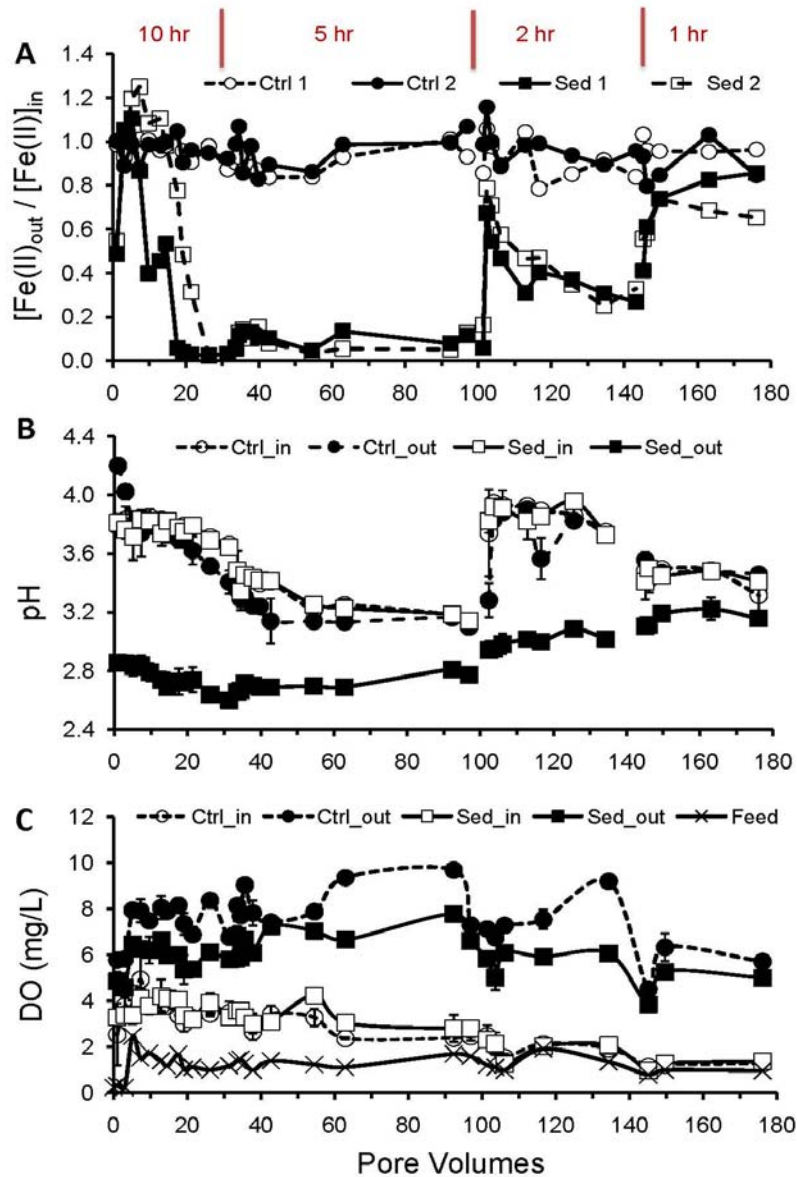 10 hr 5 hr 2 hr 1 hr
A
Ctrl 1 Ctrl 2 Sed 1 Sed 2
[Fe(II)out / [Fe(II)]in
1.4
1.2
1.0
0.8
0.6
0.4
0.2
0.0
0 20 40 60 80 100 120 140 160 180
B
Ctrl_in Ctrl_out Sed_in Sed_out
pH
4.4
4.0
3.6
3.2
2.8
2.4
0 20 40 60 80 100 120 140 160 180
C
Ctrl_in Ctrl_out Sed_in Sed_out Feed
DO (mg/L)
12
10
8
6
4
2
0
0 20 40 60 80 100 120 140 160 180
Pore Volumes